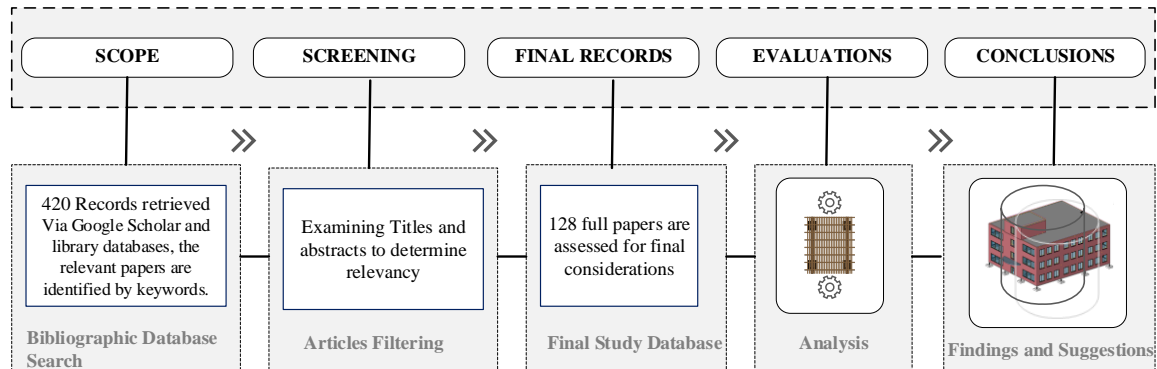 SCOPE
SCREENING
FINAL RECORDS
EVALUATIONS
CONCLUSIONS
420 Records retrieved
Via Google Scholar and
library databases, the
relevant papers are
identified by keywords.
Bibliographic Database
Search
Examining Titles and
abstracts to determine
relevancy
Articles Filtering
128 full papers are
assessed for final
considerations
Final Study Database
Analysis
Findings and Suggestions